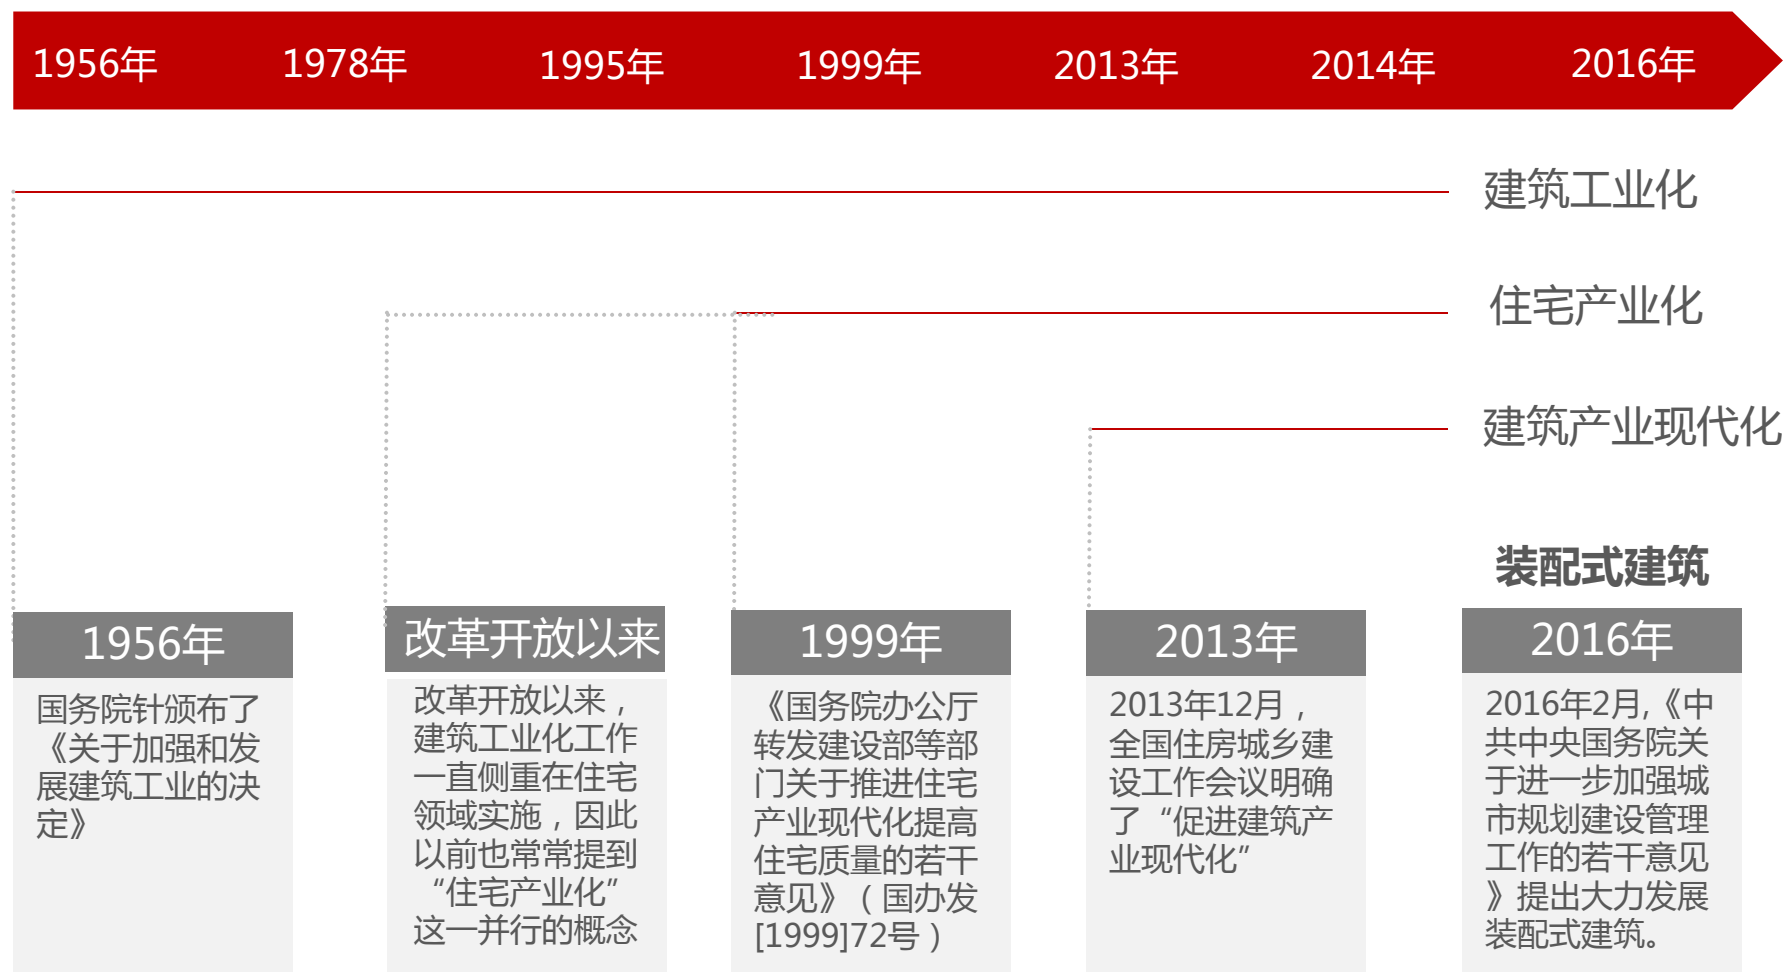 1956年
1978年
1995年
1999年
2013年
2014年
2016年
建筑工业化
住宅产业化
建筑产业现代化
装配式建筑
1956年
国务院针颁布了
《关于加强和发
展建筑工业的决
定》
改革开放以来
改革开放以来，
建筑工业化工作
一直侧重在住宅
领域实施，因此
以前也常常提到
“住宅产业化”
这一并行的概念
1999年
《国务院办公厅
转发建设部等部
门关于推进住宅
产业现代化提高
住宅质量的若干
意见》（国办发
[1999]72号）
2013年
2013年12月，
全国住房城乡建
设工作会议明确
了“促进建筑产
业现代化”
2016年
2016年2月,《中
共中央国务院关
于进一步加强城
市规划建设管理
工作的若干意见
》提出大力发展
装配式建筑。